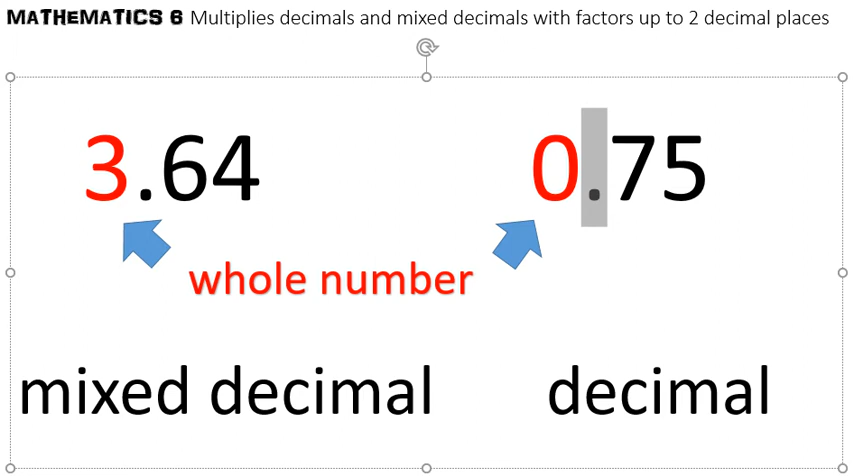 MATHEMATICS 6 Multiplies decimals and mixed decimals with factors up to 2 decimal places
3.64 0.75
whole number
mixed decimal decimal